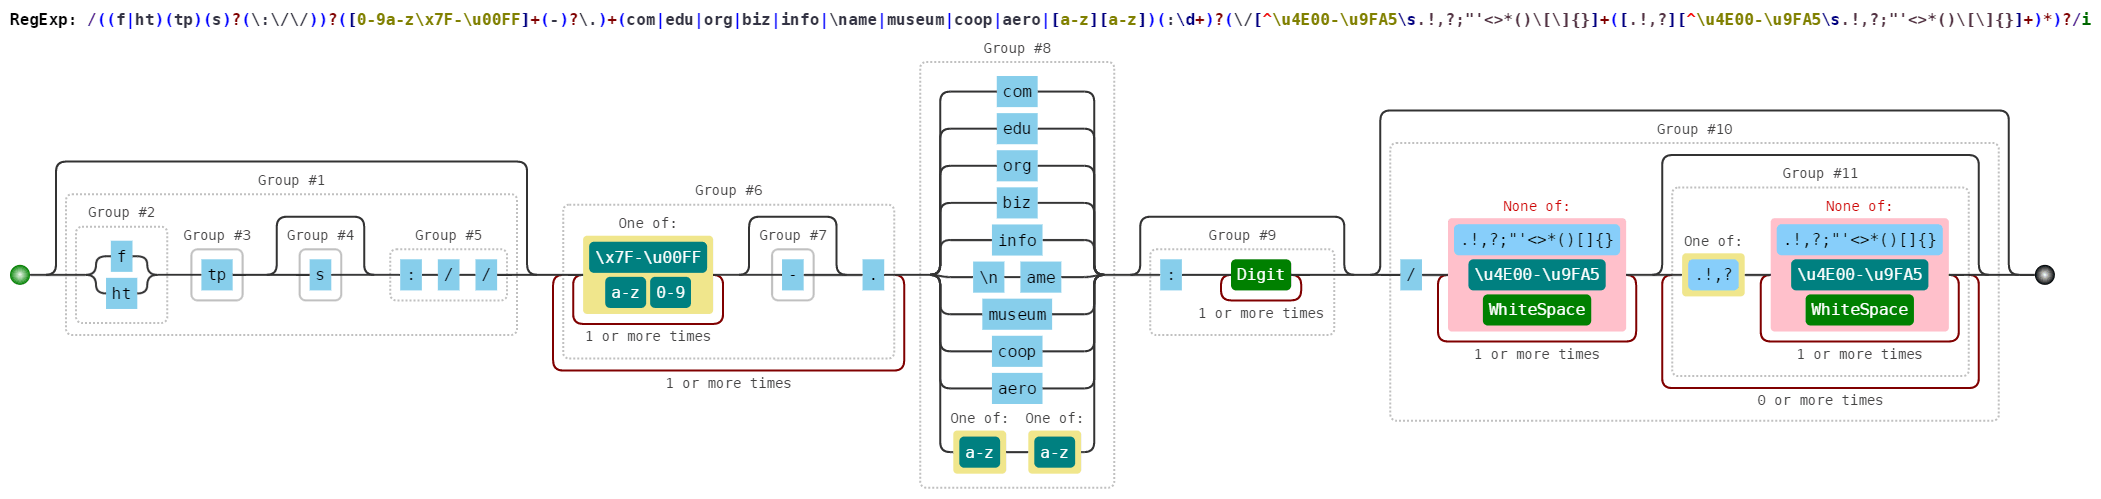 RegExp: /((f|ht)(tp)(s)?(\:\/\/))?([0-9a-z\x7F-\u00FF]+(-)?\.)+(com|edu|org|biz|info|\name|museum|coop|aero|[a-z][a-z])(:\d+)?(\/[^\u4E00-\u9FA5\s.!,?;"'<>*()\[\]{}]+([.!,?][^\u4E00-\u9FA5\s.!,?;"'<>*()\[\]{}]+)*)?/i
Group #1
Group #2
f
ht
Group #3
tp
Group #4
s
Group #5
: / /
Group #6
One of:
\x7F-\u00FF
a-z 0-9
1 or more times
Group #7
-
.
1 or more times
Group #8
com
edu
org
biz
info
\n ame
museum
coop
aero
One of: One of:
a-z a-z
Group #9
:
Digit
1 or more times
Group #10
/
None of:
.!,?;"'<>*()[]{}
\u4E00-\u9FA5
WhiteSpace
1 or more times
Group #11
One of:
.!,?
None of:
.!,?;"'<>*()[]{}
\u4E00-\u9FA5
WhiteSpace
1 or more times
0 or more times